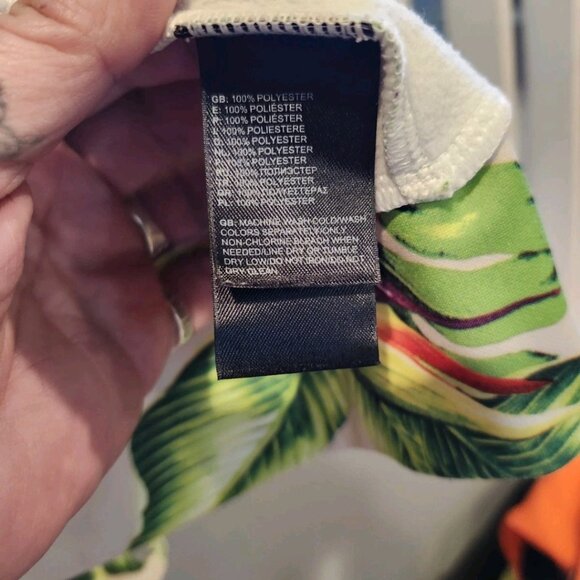 GB: 100% POLYESTER
E: 100% POLIÉSTER
P: 100% POLIÉSTER
I: 100% POLIESTERE
100% POLYESTER
100% POLYESTER
100% POLYESTER
100% ПОЛИЭСТЕР
100% POLYESTER
100% ΠΟΛΥΕΣΤΕΡΑΣ
PL: 100% POLYESTER
GB: MACHINE WASH COLD/WASH
COLORS SEPARATELY/ONLY
NON-CHLORINE BLEACH WHEN
NEEDED/LINE DRY OR TUMBLE
DRY LOW/DO NOT IRON/DO NOT
DRY CLEAN.